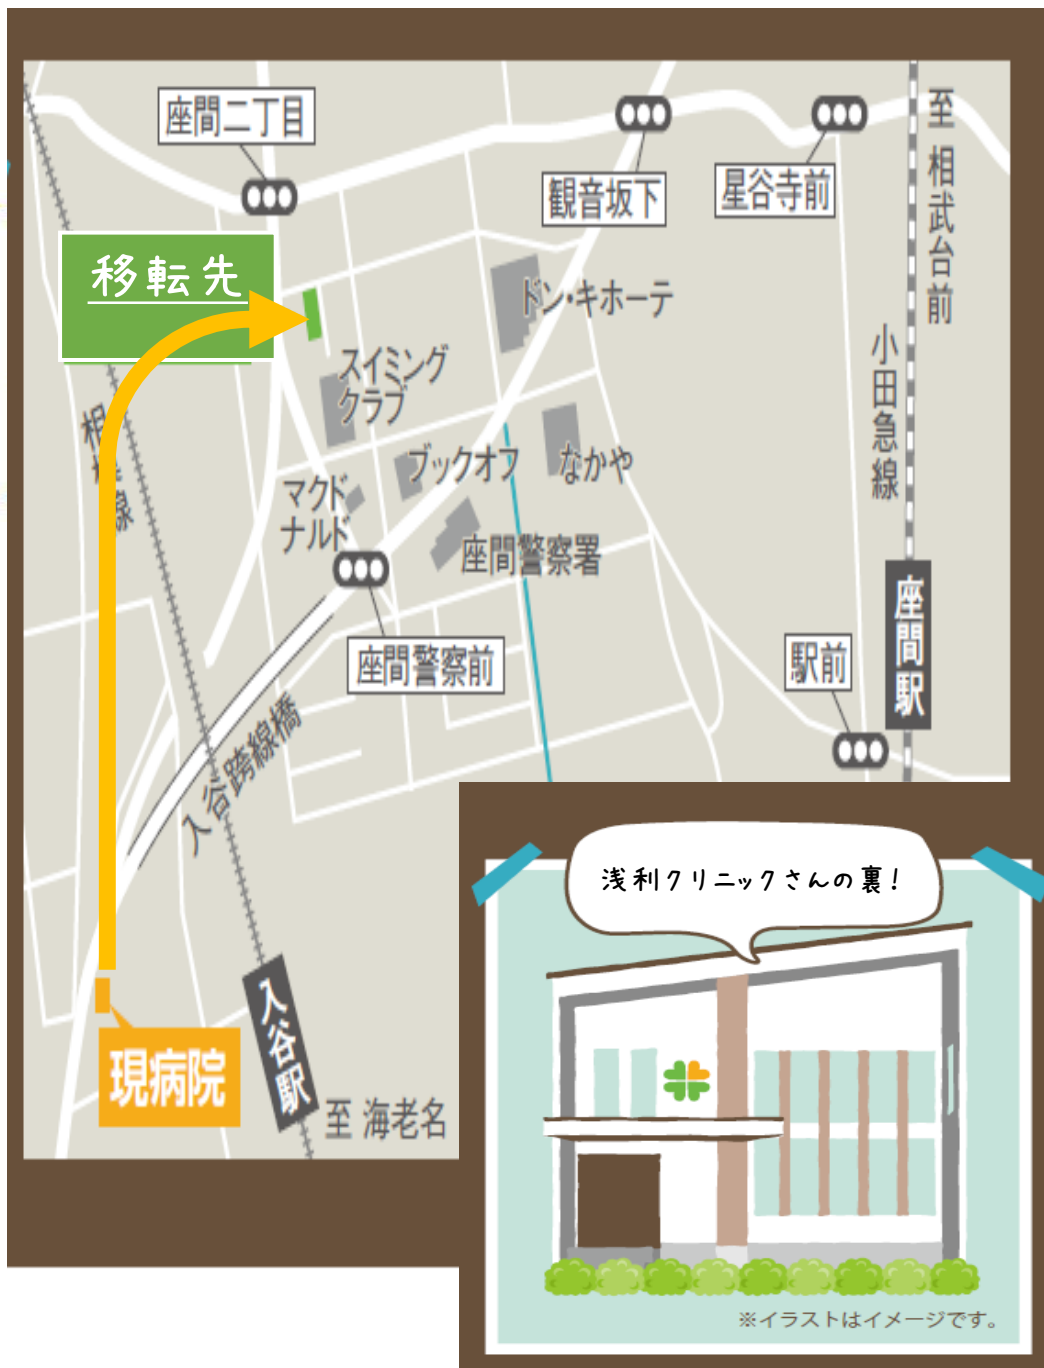 座間二丁目
観音坂下
星谷寺前
至 相武台前
移転先
ドン・キホーテ
小田急線
スイミング
クラブ
相模線
ブックオフ
なかや
マクド
ナルド
座間警察署
座間駅
座間警察前
駅前
入谷跨線橋
浅利クリニックさんの裏!
入谷駅
現病院
至 海老名
※イラストはイメージです。